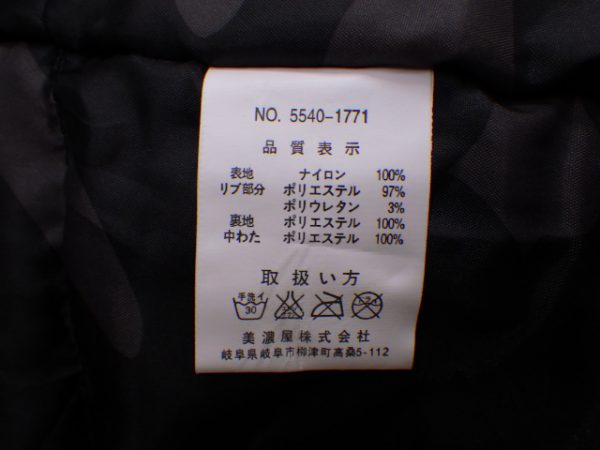 NO. 5540-1771
品質表示
表地 ナイロン 100%
リブ部分 ポリエステル 97%
ポリウレタン 3%
裏地 ポリエステル 100%
中わた ポリエステル 100%
取扱い方
手洗イ
30
美濃屋株式会社
岐阜県岐阜市柳津町高桑5-112